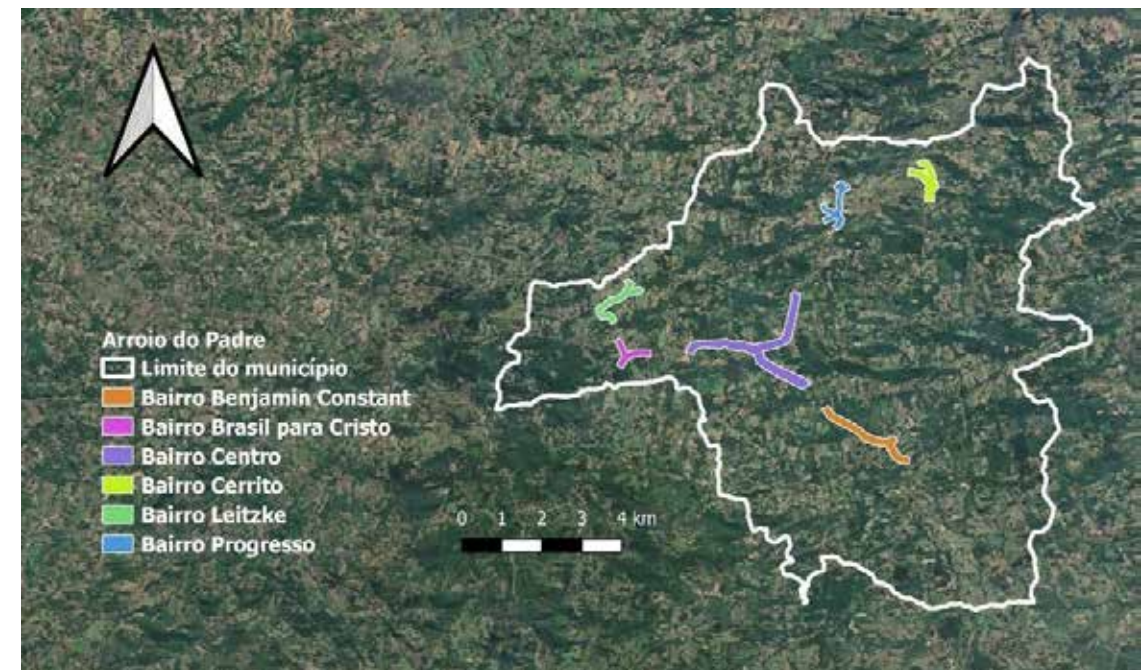 Arroio do Padre
Limite do município
Bairro Benjamin Constant
Bairro Brasil para Cristo
Bairro Centro
Bairro Cerrito
Bairro Leitzke
Bairro Progresso
0 1 2 3 4 km